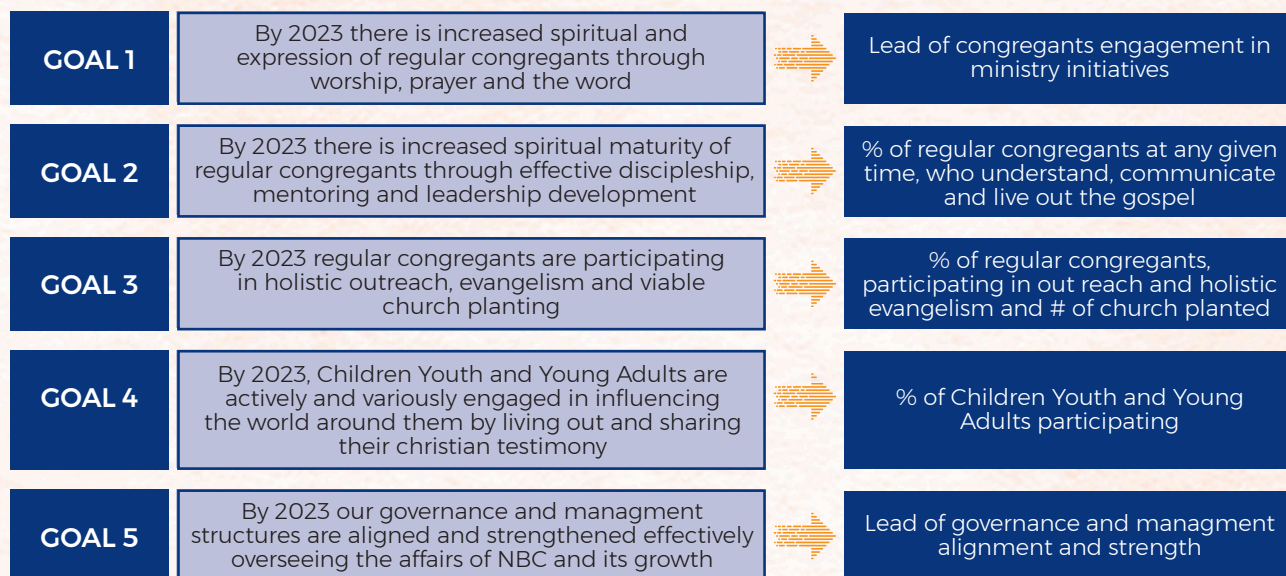 GOAL 1
By 2023 there is increased spiritual and
expression of regular congregants through
worship, prayer and the word
Lead of congregants engagement in
ministry initiatives
GOAL 2
By 2023 there is increased spiritual maturity of
regular congregants through effective discipleship,
mentoring and leadership development
% of regular congregants at any given
time, who understand, communicate
and live out the gospel
GOAL 3
By 2023 regular congregants are participating
in holistic outreach, evangelism and viable
church planting
% of regular congregants,
participating in out reach and holistic
evangelism and # of church planted
GOAL 4
By 2023, Children Youth and Young Adults are
actively and variously engaged in influencing
the world around them by living out and sharing
their christian testimony
% of Children Youth and Young
Adults participating
GOAL 5
By 2023 our governance and managment
structures are aligned and strengthened effectively
overseeing the affairs of NBC and its growth
Lead of governance and managment
alignment and strength